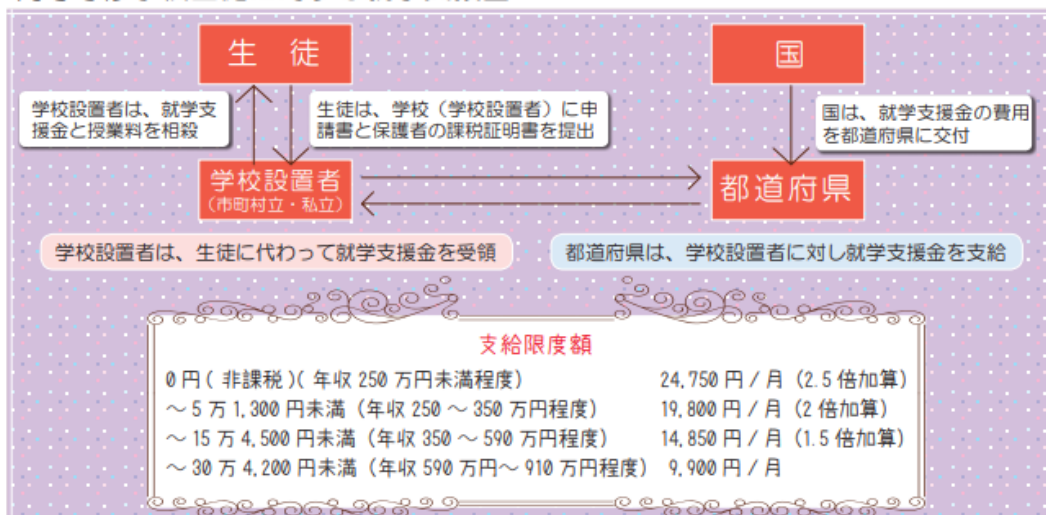 生 徒
国
学校設置者は、就学支
援金と授業料を相殺
生徒は、学校（学校設置者）に申
請書と保護者の課税証明書を提出
国は、就学支援金の費用
を都道府県に交付
学校設置者
（市町村立・私立）
都道府県
学校設置者は、生徒に代わって就学支援金を受領
都道府県は、学校設置者に対し就学支援金を支給
支給限度額
0円(非課税)(年収250万円未満程度) 24,750円/月（2.5倍加算）
～5万1,300円未満（年収250～350万円程度） 19,800円/月（2倍加算）
～15万4,500円未満（年収350～590万円程度） 14,850円/月（1.5倍加算）
～30万4,200円未満（年収590万円～910万円程度） 9,900円/月